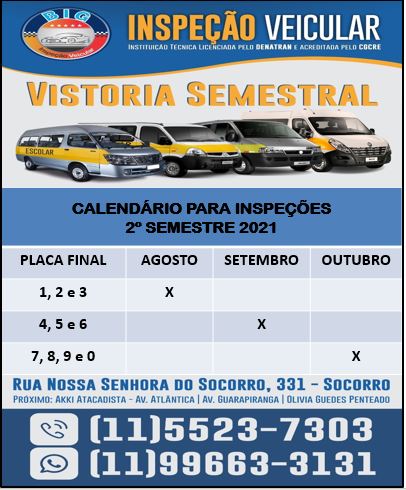 BIG
Inspeção Veicular
INSPEÇÃO VEICULAR
INSTITUIÇÃO TÉCNICA LICENCIADA PELO DENATRAN E ACREDITADA PELO CGCRE
VISTORIA SEMESTRAL
ESCOLAR
CALENDÁRIO PARA INSPEÇÕES
2º SEMESTRE 2021
PLACA FINAL AGOSTO SETEMBRO OUTUBRO
1, 2 e 3 X
4, 5 e 6 X
7, 8, 9 e 0 X
RUA NOSSA SENHORA DO SOCORRO, 331 - SOCORRO
PRÓXIMO: AKKI ATACADISTA - AV. ATLÂNTICA | AV. GUARAPIRANGA | OLIVIA GUEDES PENTEADO
(11)5523-7303
(11)99663-3131